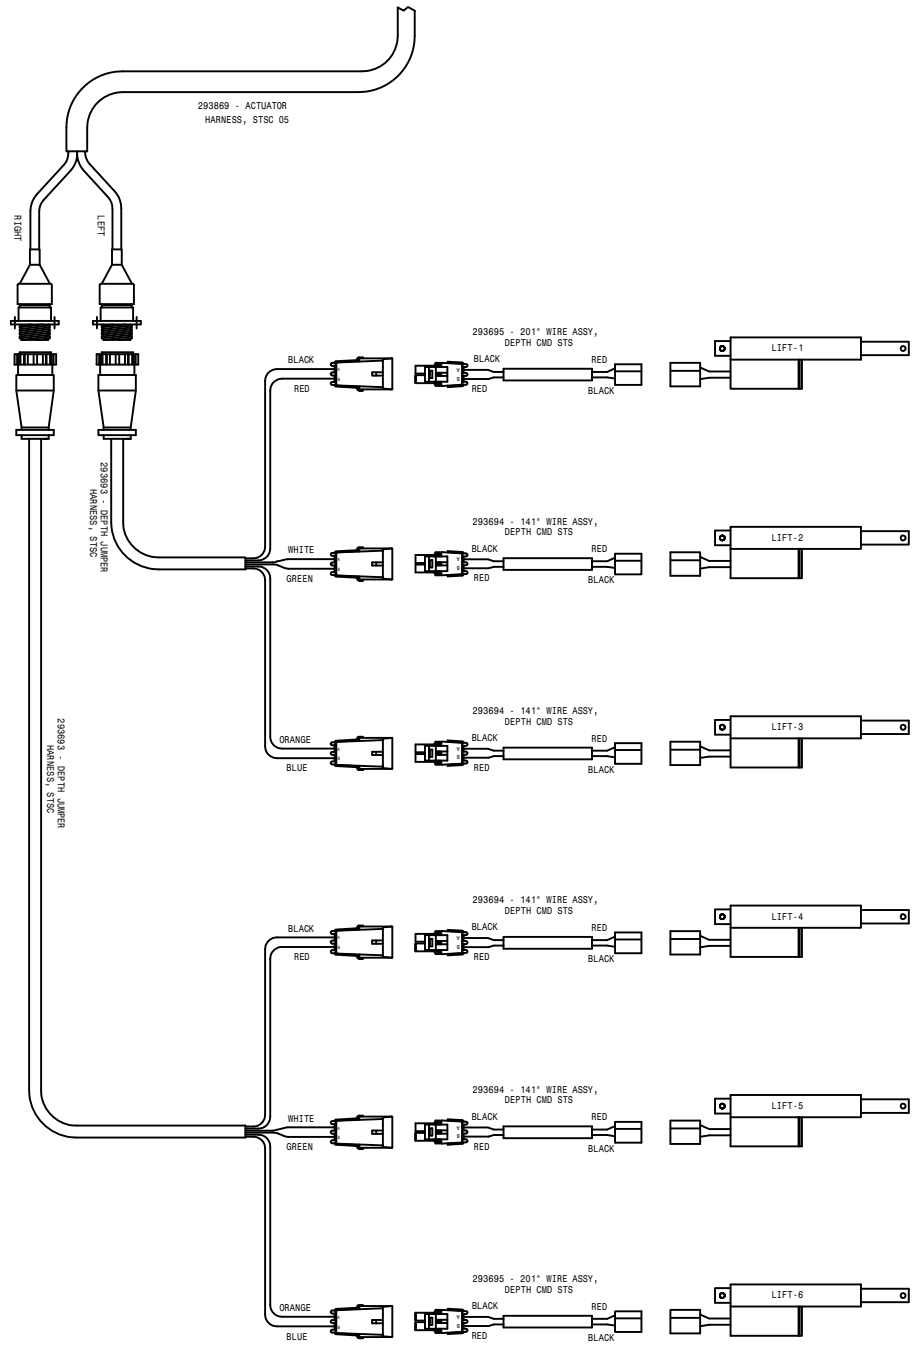 293869 - ACTUATOR
HARNESS, STSC 05
RIGHT
LEFT
293693 - DEPTH JUMPER
HARNESS, STSC
293693 - DEPTH JUMPER
HARNESS, STSC
BLACK
RED
A
B
293695 - 201" WIRE ASSY,
DEPTH CMD STS
BLACK
RED
A
B
RED
BLACK
LIFT-1
WHITE
GREEN
A
B
293694 - 141" WIRE ASSY,
DEPTH CMD STS
BLACK
RED
A
B
RED
BLACK
LIFT-2
ORANGE
BLUE
A
B
293694 - 141" WIRE ASSY,
DEPTH CMD STS
BLACK
RED
A
B
RED
BLACK
LIFT-3
BLACK
RED
A
B
293694 - 141" WIRE ASSY,
DEPTH CMD STS
BLACK
RED
A
B
RED
BLACK
LIFT-4
WHITE
GREEN
A
B
293694 - 141" WIRE ASSY,
DEPTH CMD STS
BLACK
RED
A
B
RED
BLACK
LIFT-5
ORANGE
BLUE
A
B
293695 - 201" WIRE ASSY,
DEPTH CMD STS
BLACK
RED
A
B
RED
BLACK
LIFT-6